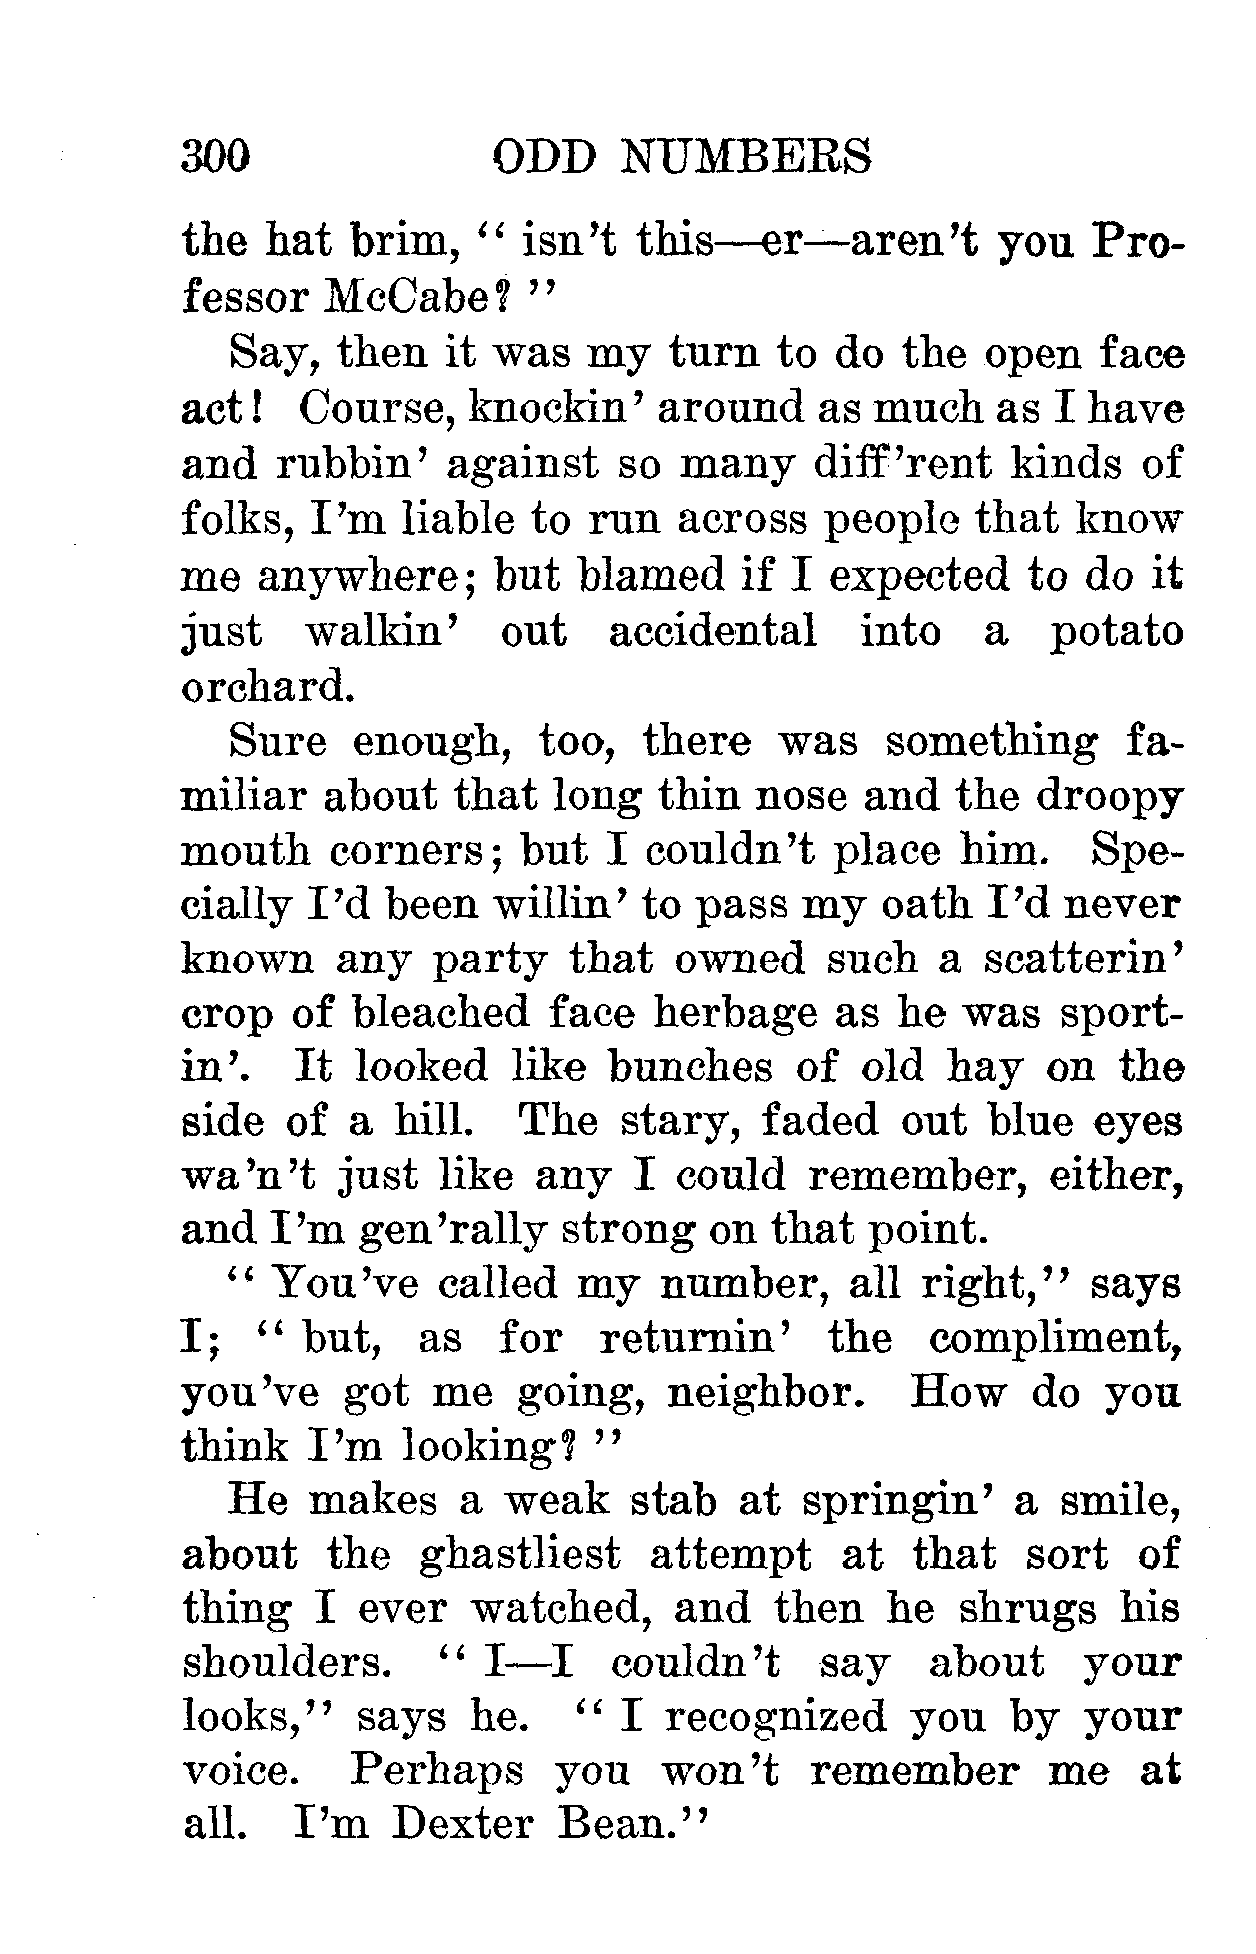 300 ODD NUMBERS
the hat brim, “ isn’t this—er—aren’t you Pro-
fessor McCabe? ”
Say, then it was my turn to do the open face
act! Course, knockin’ around as much as I have
and rubbin’ against so many diff’rent kinds of
folks, I’m liable to run across people that know
me anywhere; but blamed if I expected to do it
just walkin’ out accidental into a potato
orchard.
Sure enough, too, there was something fa-
miliar about that long thin nose and the droopy
mouth corners; but I couldn’t place him. Spe-
cially I’d been willin’ to pass my oath I’d never
known any party that owned such a scatterin’
crop of bleached face herbage as he was sport-
in’. It looked like bunches of old hay on the
side of a hill. The stary, faded out blue eyes
wa’n’t just like any I could remember, either,
and I’m gen’rally strong on that point.
“ You’ve called my number, all right,” says
I; “ but, as for returnin’ the compliment,
you’ve got me going, neighbor. How do you
think I’m looking? ”
He makes a weak stab at springin’ a smile,
about the ghastliest attempt at that sort of
thing I ever watched, and then he shrugs his
shoulders. “ I—I couldn’t say about your
looks,” says he. “ I recognized you by your
voice. Perhaps you won’t remember me at
all. I’m Dexter Bean.”